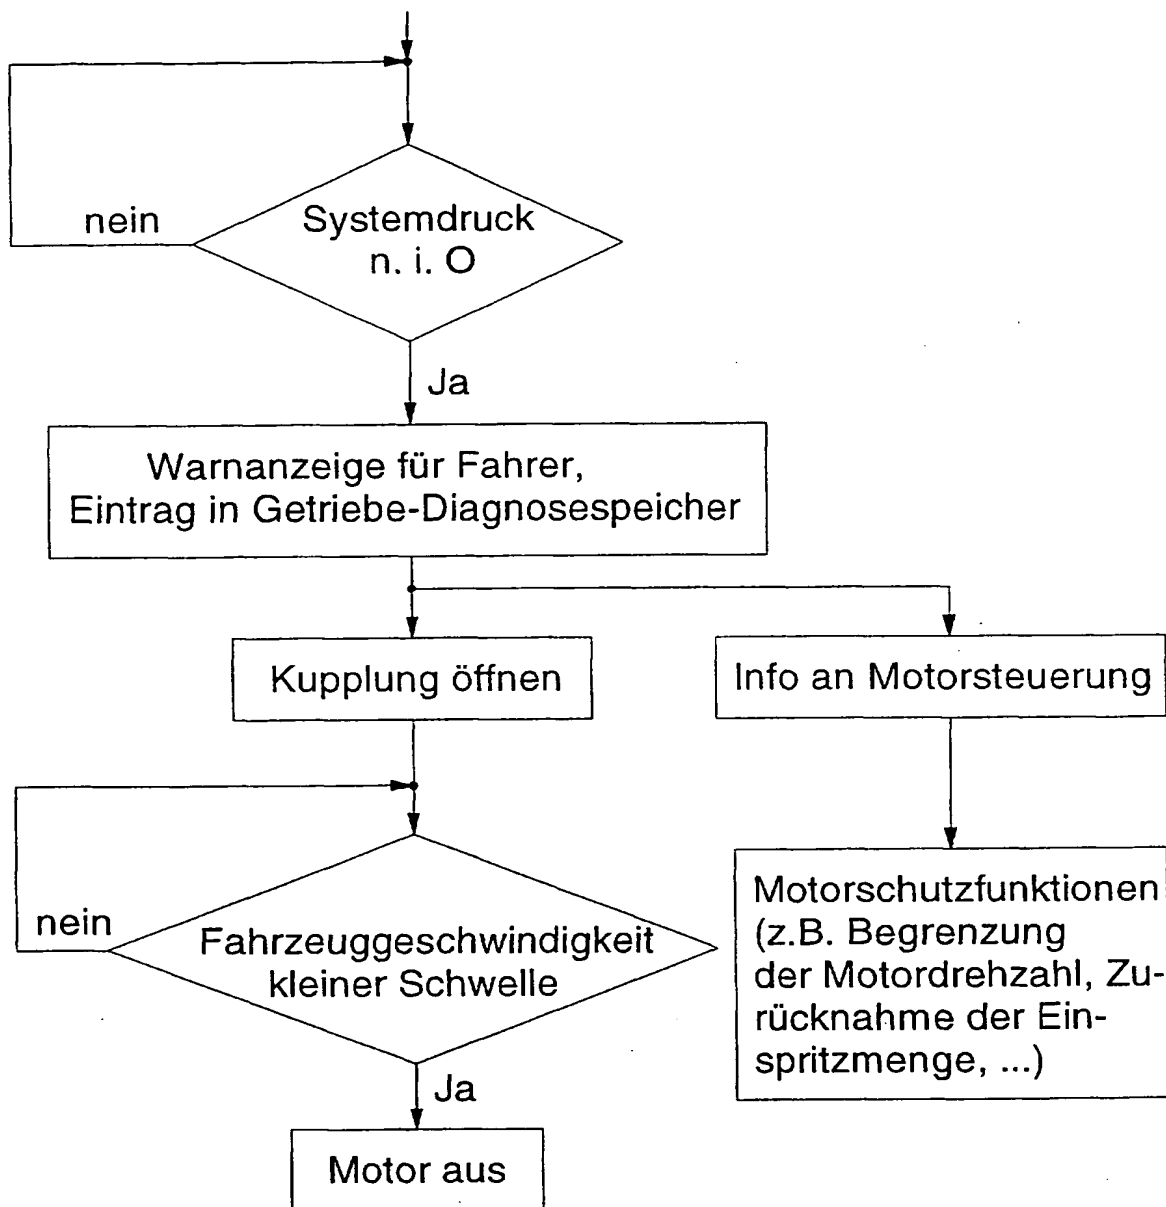 nein
Systemdruck
n. i. O
Ja
Warnanzeige für Fahrer,
Eintrag in Getriebe-Diagnosespeicher
Kupplung öffnen
Info an Motorsteuerung
nein
Fahrzeuggeschwindigkeit
kleiner Schwelle
Motorschutzfunktionen
(z.B. Begrenzung
der Motordrehzahl, Zu-
rücknahme der Ein-
spritzmenge, ...)
Ja
Motor aus